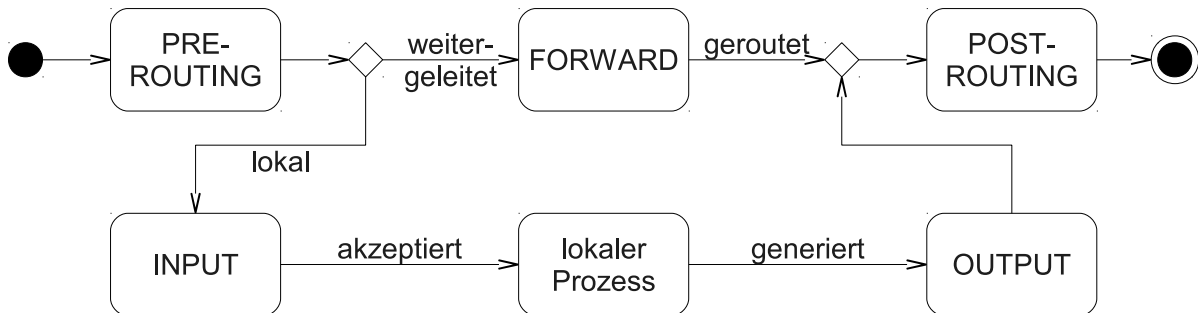 PRE-
ROUTING
weiter-
geleitet
FORWARD
geroutet
POST-
ROUTING
lokal
INPUT
akzeptiert
lokaler
Prozess
generiert
OUTPUT